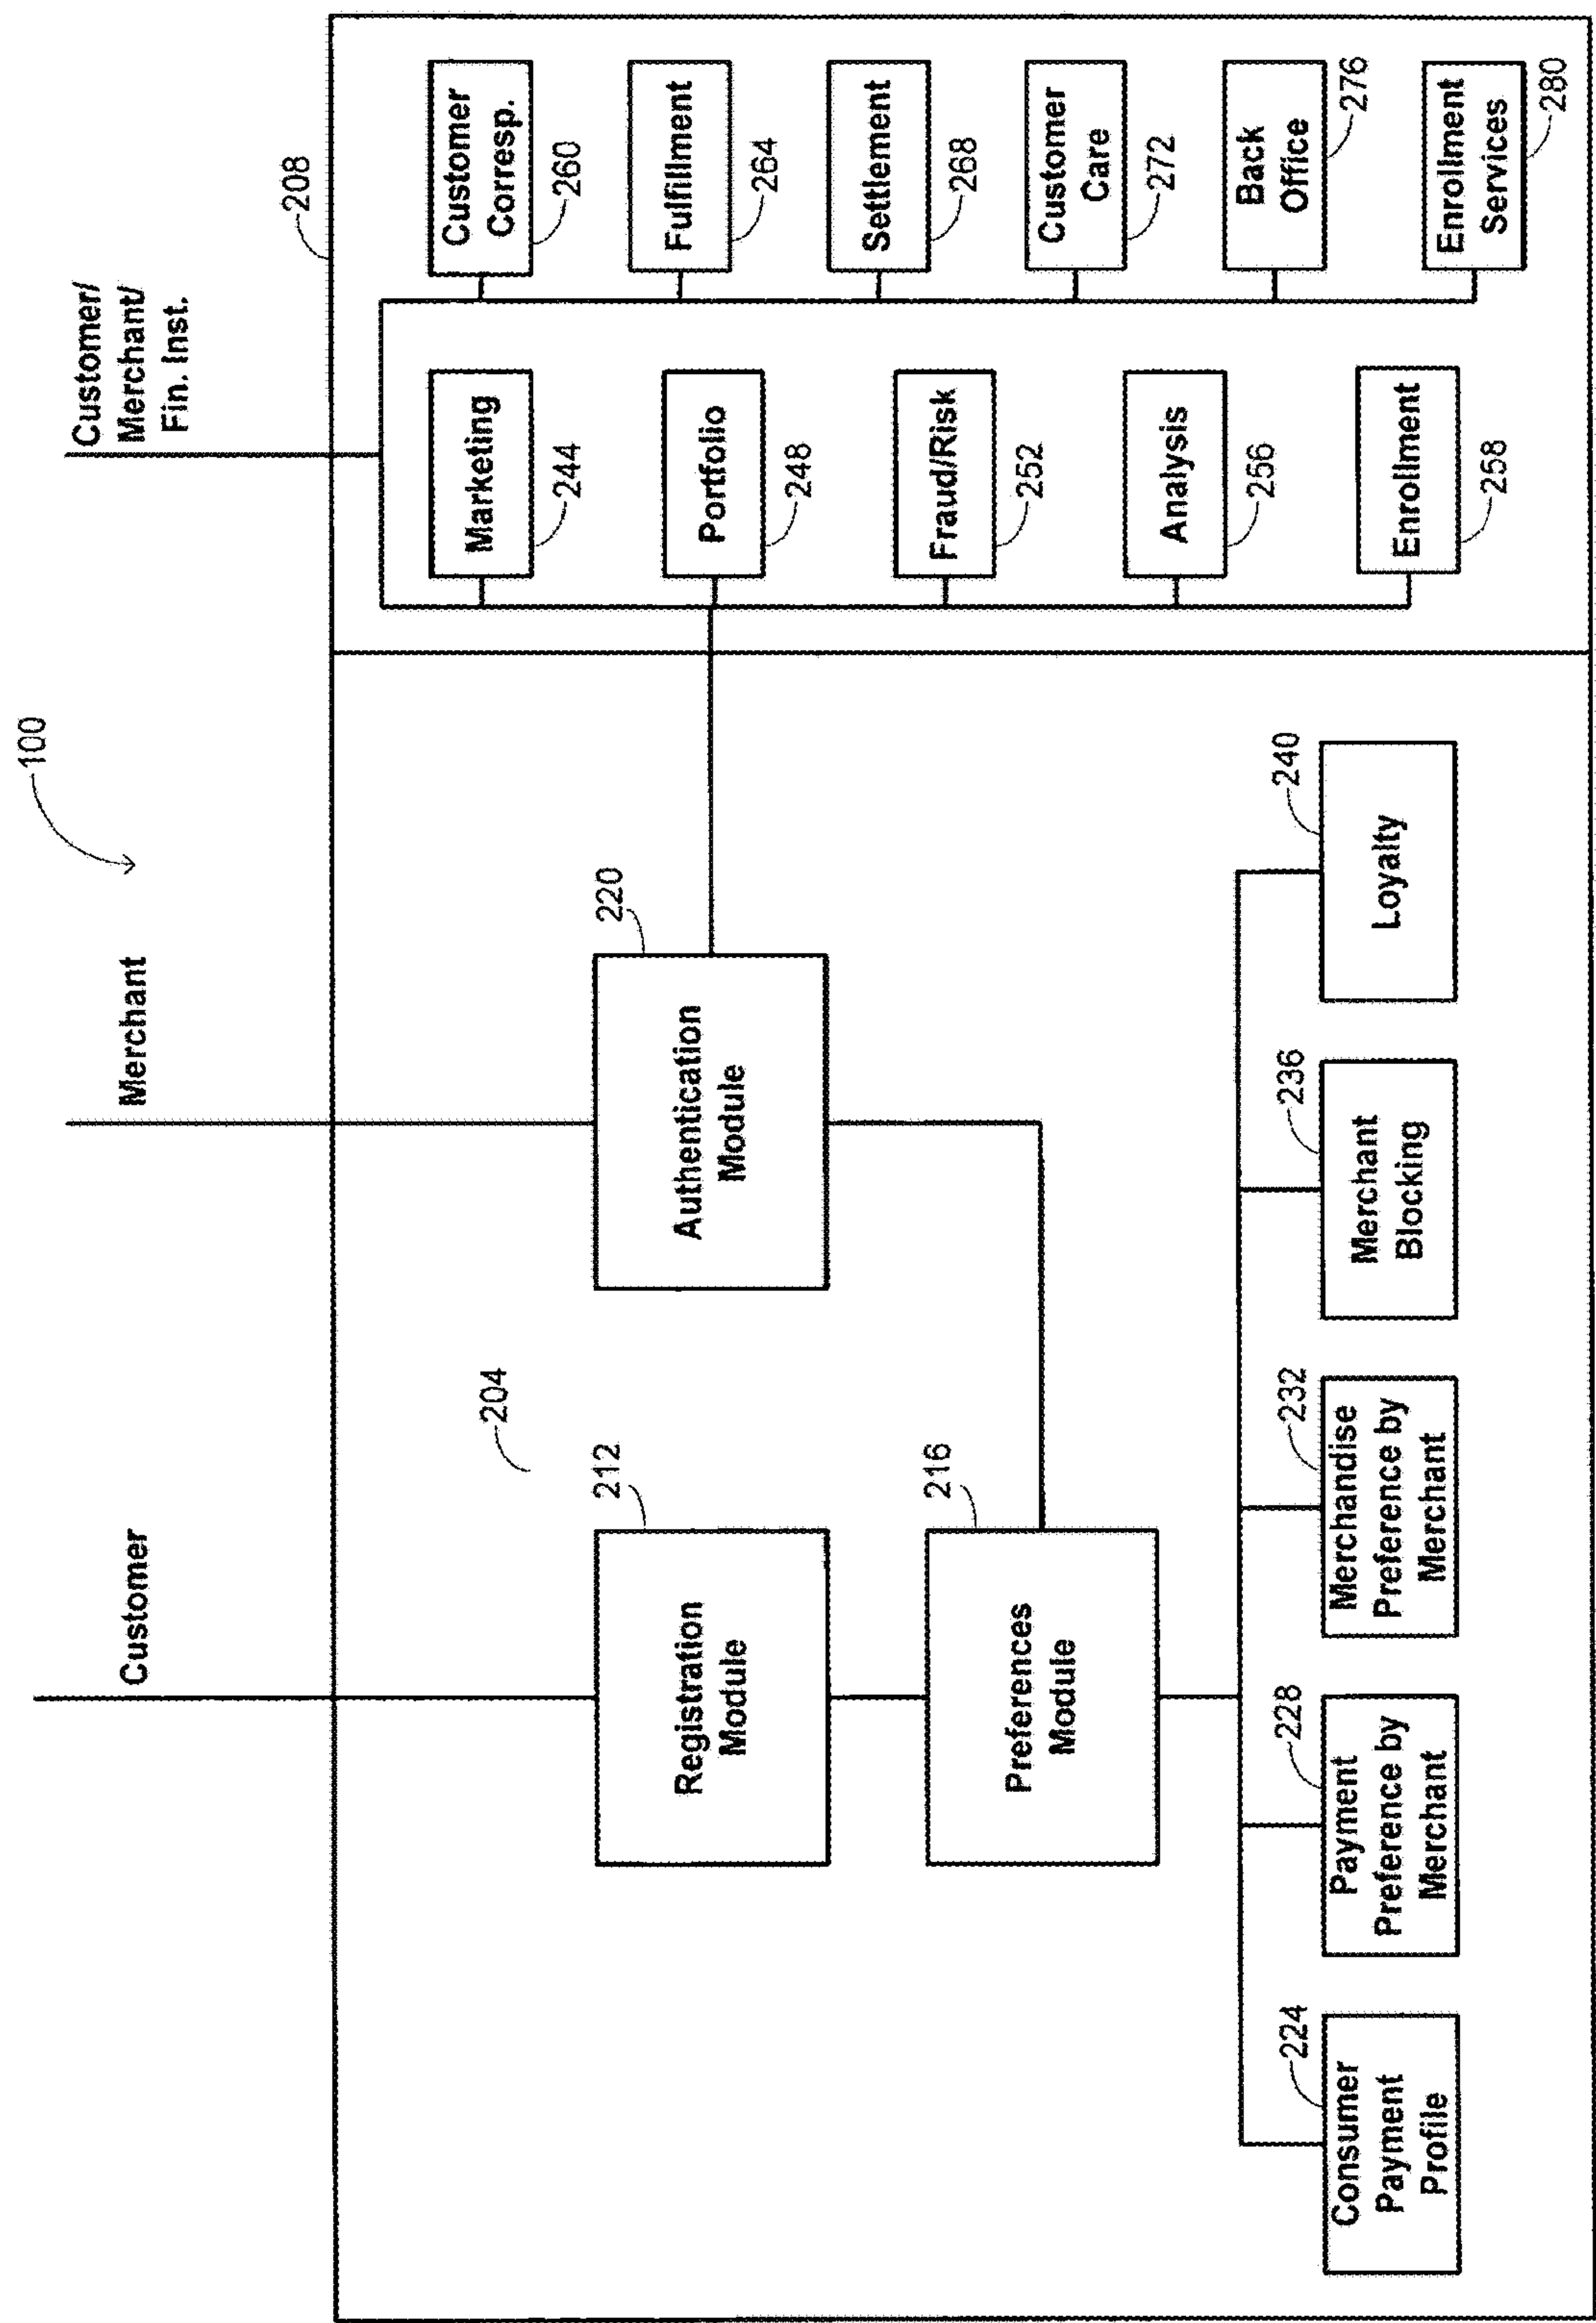 100
Customer
Merchant
Customer/
Merchant/
Fin. Inst.
208
204
212
Registration
Module
220
Authentication
Module
216
Preferences
Module
224
Consumer
Payment
Profile
228
Payment
Preference by
Merchant
232
Merchandise
Preference by
Merchant
236
Merchant
Blocking
240
Loyalty
Marketing
244
Portfolio
248
Fraud/Risk
252
Analysis
256
Enrollment
258
Customer
Corresp.
260
Fulfillment
264
Settlement
268
Customer
Care
272
Back
Office
276
Enrollment
Services
280